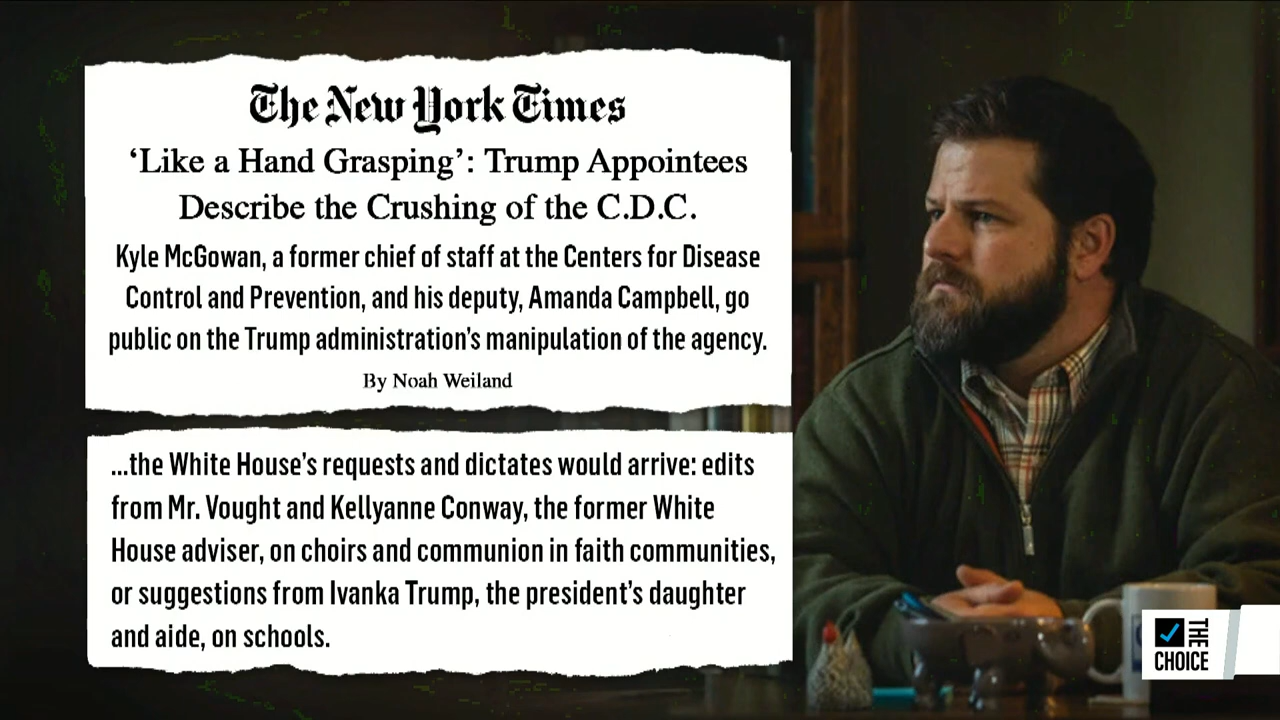 The New York Times
‘Like a Hand Grasping’: Trump Appointees
Describe the Crushing of the C.D.C.
Kyle McGowan, a former chief of staff at the Centers for Disease
Control and Prevention, and his deputy, Amanda Campbell, go
public on the Trump administration’s manipulation of the agency.
By Noah Weiland
...the White House’s requests and dictates would arrive: edits
from Mr. Vought and Kellyanne Conway, the former White
House adviser, on choirs and communion in faith communities,
or suggestions from Ivanka Trump, the president’s daughter
and aide, on schools.
THE
CHOICE